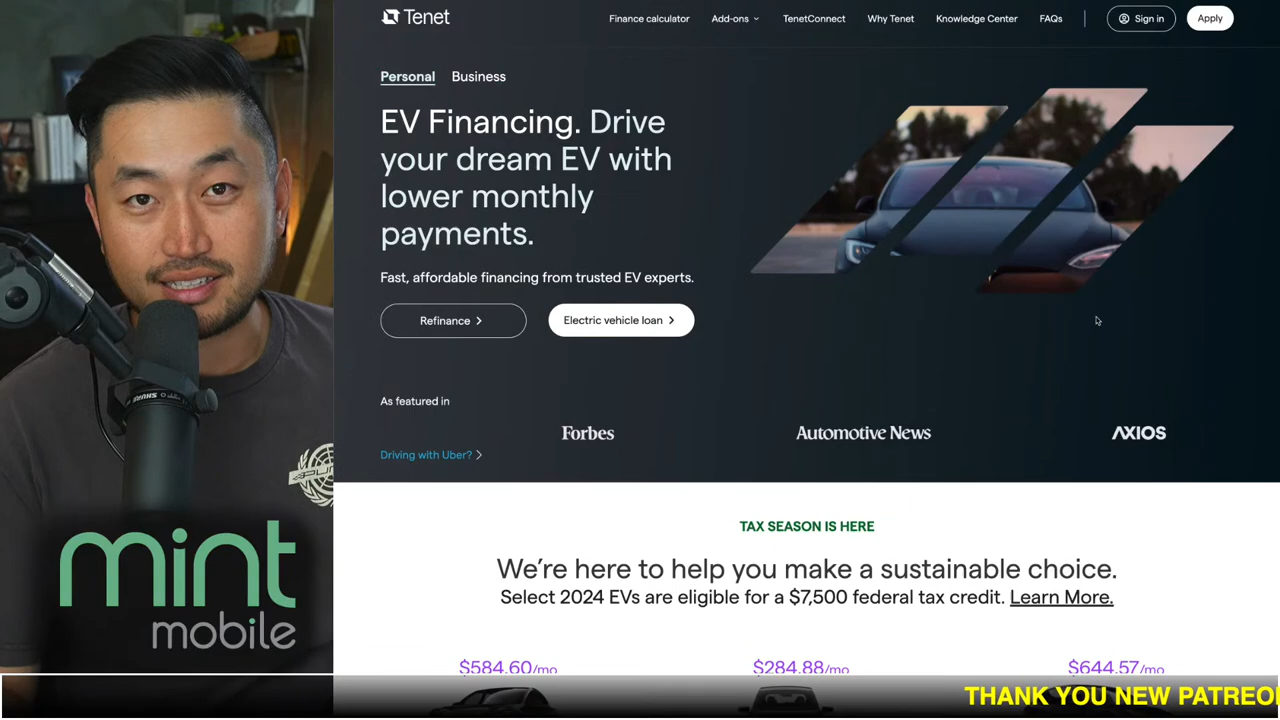 Tenet
Finance calculator
Add-ons
TenetConnect
Why Tenet
Knowledge Center
FAQs
Sign in
Apply
Personal
Business
EV Financing. Drive
your dream EV with
lower monthly
payments.
Fast, affordable financing from trusted EV experts.
Refinance
Electric vehicle loan
As featured in
Forbes
Automotive News
AXIOS
Driving with Uber?
TAX SEASON IS HERE
We're here to help you make a sustainable choice.
Select 2024 EVs are eligible for a $7,500 federal tax credit. Learn More.
$584.60/mo
$284.88/mo
$644.57/mo
SHURE
mint
mobile
THANK YOU NEW PATREO